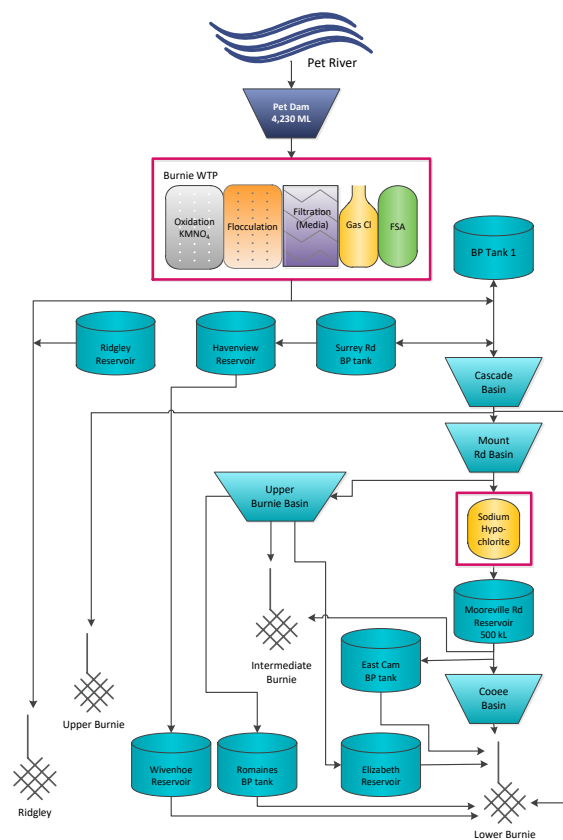 Pet River
Pet Dam
4,230 ML
Burnie WTP
Oxidation
KMNO₄
Flocculation
Filtration
(Media)
Gas Cl
FSA
BP Tank 1
Ridgley
Reservoir
Havenview
Reservoir
Surrey Rd
BP tank
Cascade
Basin
Mount
Rd Basin
Upper
Burnie Basin
Sodium
Hypo-
chlorite
Mooreville Rd
Reservoir
500 kL
Intermediate
Burnie
East Cam
BP tank
Cooee
Basin
Upper Burnie
Wivenhoe
Reservoir
Romaines
BP tank
Elizabeth
Reservoir
Ridgley
Lower Burnie